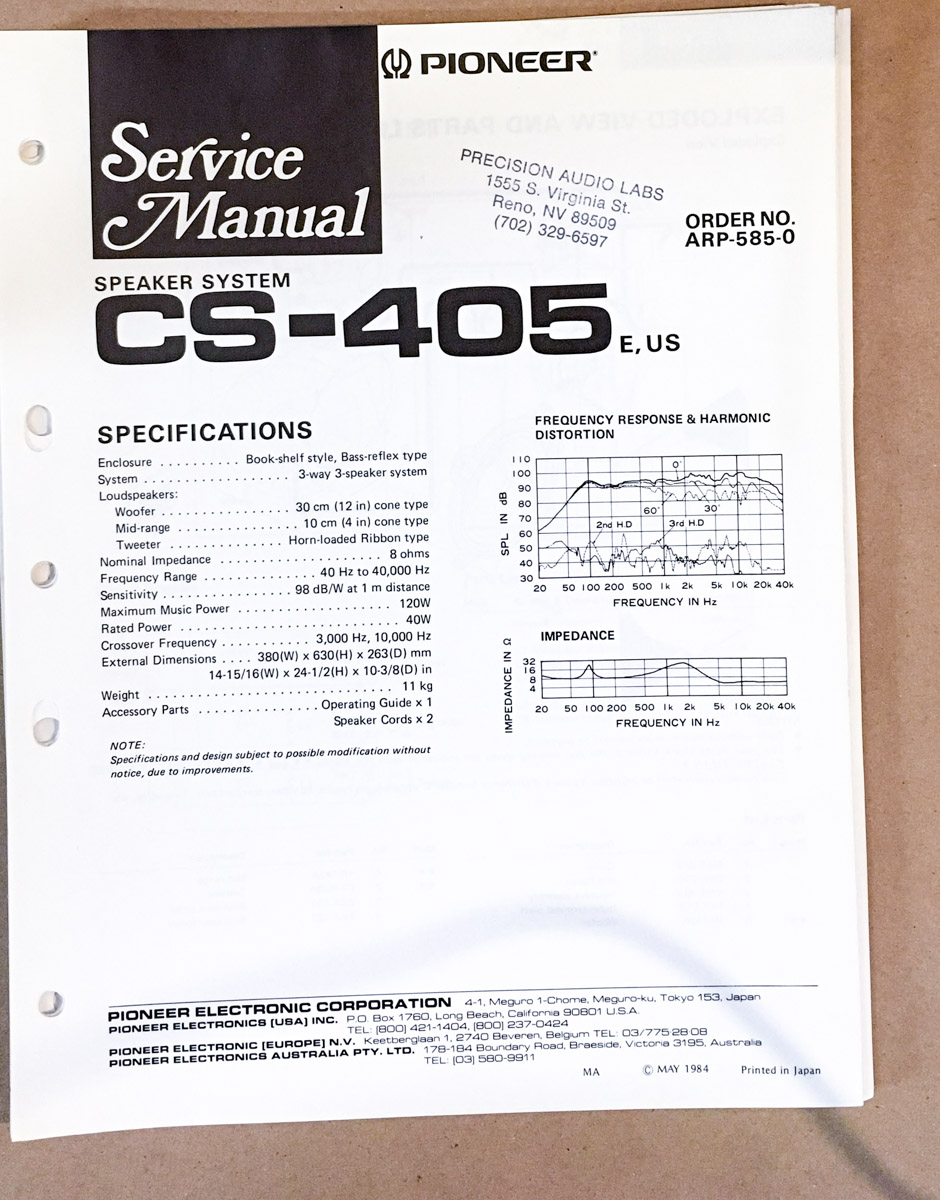 PIONEER®
Service
Manual
PRECISION AUDIO LABS
1555 S. Virginia St.
Reno, NV 89509
(702) 329-6597
ORDER NO.
ARP-585-0
SPEAKER SYSTEM
CS-405 E, US
SPECIFICATIONS
Enclosure .......... Book-shelf style, Bass-reflex type
System .................. 3-way 3-speaker system
Loudspeakers:
Woofer ................ 30 cm (12 in) cone type
Mid-range ............... 10 cm (4 in) cone type
Tweeter ............... Horn-loaded Ribbon type
Nominal Impedance ..................... 8 ohms
Frequency Range .............. 40 Hz to 40,000 Hz
Sensitivity ................. 98 dB/W at 1 m distance
Maximum Music Power .................... 120W
Rated Power ............................ 40W
Crossover Frequency ........... 3,000 Hz, 10,000 Hz
External Dimensions .... 380(W) x 630(H) x 263(D) mm
14-15/16(W) x 24-1/2(H) x 10-3/8(D) in
Weight ................................ 11 kg
Accessory Parts ............... Operating Guide x 1
Speaker Cords x 2
NOTE:
Specifications and design subject to possible modification without
notice, due to improvements.
FREQUENCY RESPONSE & HARMONIC
DISTORTION
SPL IN dB
110
100
90
80
70
60
50
40
30
0°
60°
30°
2nd H.D
3rd H.D
20 50 100 200 500 1k 2k 5k 10k 20k 40k
FREQUENCY IN Hz
IMPEDANCE
IMPEDANCE IN Ω
32
16
8
4
20 50 100 200 500 1k 2k 5k 10k 20k 40k
FREQUENCY IN Hz
PIONEER ELECTRONIC CORPORATION 4-1, Meguro 1-Chome, Meguro-ku, Tokyo 153, Japan
PIONEER ELECTRONICS [USA] INC. P.O. Box 1760, Long Beach, California 90801 U.S.A.
TEL: [800] 421-1404, [800] 237-0424
PIONEER ELECTRONIC [EUROPE] N.V. Keetberglaan 1, 2740 Beveren, Belgium TEL: 03/775·28·08
PIONEER ELECTRONICS AUSTRALIA PTY. LTD. 178-184 Boundary Road, Braeside, Victoria 3195, Australia
TEL: [03] 580-9911
MA © MAY 1984 Printed in Japan